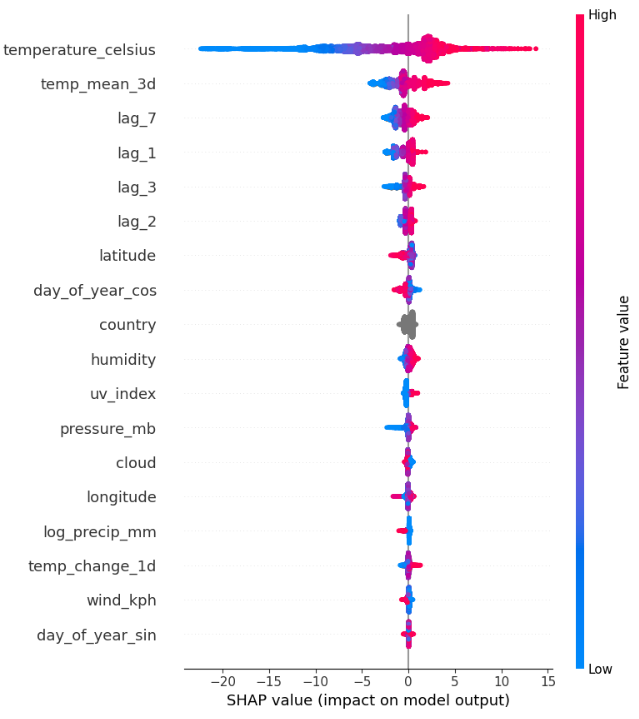 High
temperature_celsius
temp_mean_3d
lag_7
lag_1
lag_3
lag_2
latitude
day_of_year_cos
country
humidity
uv_index
pressure_mb
cloud
longitude
log_precip_mm
temp_change_1d
wind_kph
day_of_year_sin
Feature value
Low
−20 −15 −10 −5 0 5 10 15
SHAP value (impact on model output)